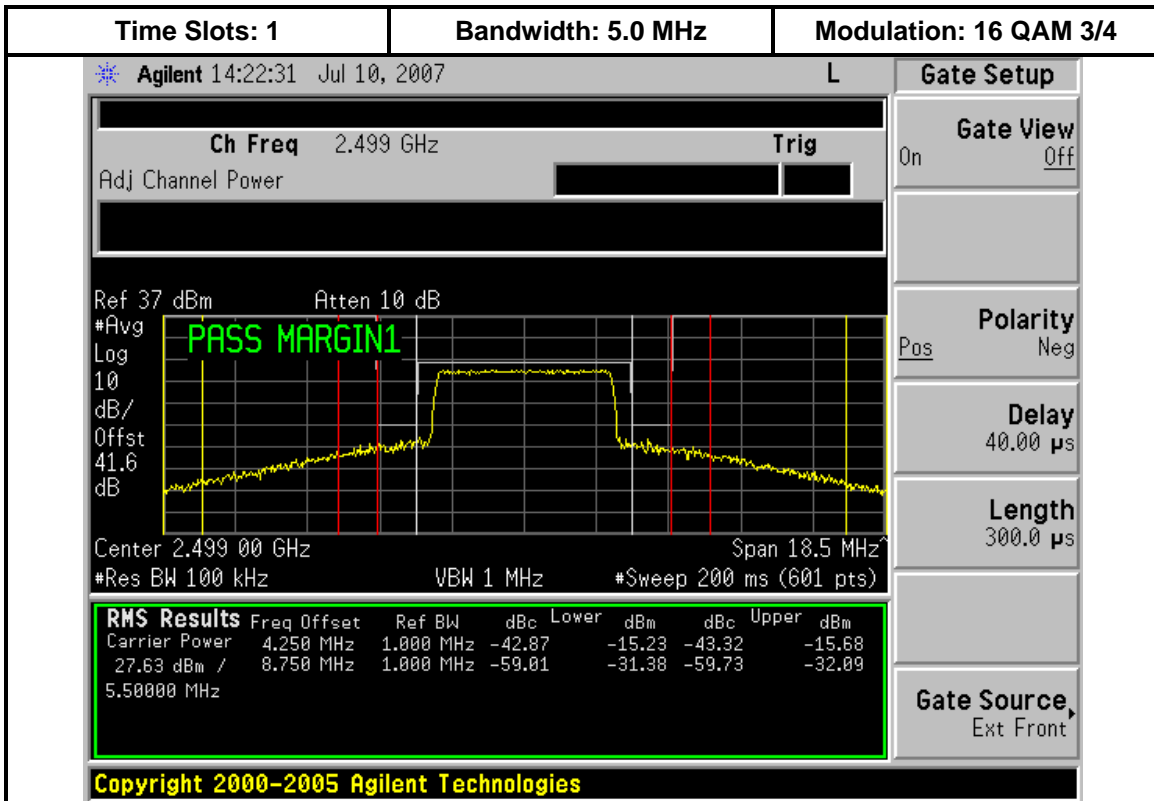 Time Slots: 1 Bandwidth: 5.0 MHz Modulation: 16 QAM 3/4
Agilent 14:22:31 Jul 10, 2007 L Gate Setup
Ch Freq 2.499 GHz Trig
Adj Channel Power
Gate View
On Off
Ref 37 dBm Atten 10 dB
#Avg
Log
10
dB/
Offst
41.6
dB
PASS MARGIN1
Polarity
Pos Neg
Delay
40.00 µs
Length
300.0 µs
Center 2.499 00 GHz Span 18.5 MHz^
#Res BW 100 kHz VBW 1 MHz #Sweep 200 ms (601 pts)
RMS Results Freq Offset Ref BW dBc Lower dBm dBc Upper dBm
Carrier Power 4.250 MHz 1.000 MHz -42.87 -15.23 -43.32 -15.68
27.63 dBm / 8.750 MHz 1.000 MHz -59.01 -31.38 -59.73 -32.09
5.50000 MHz
Gate Source
Ext Front
Copyright 2000-2005 Agilent Technologies